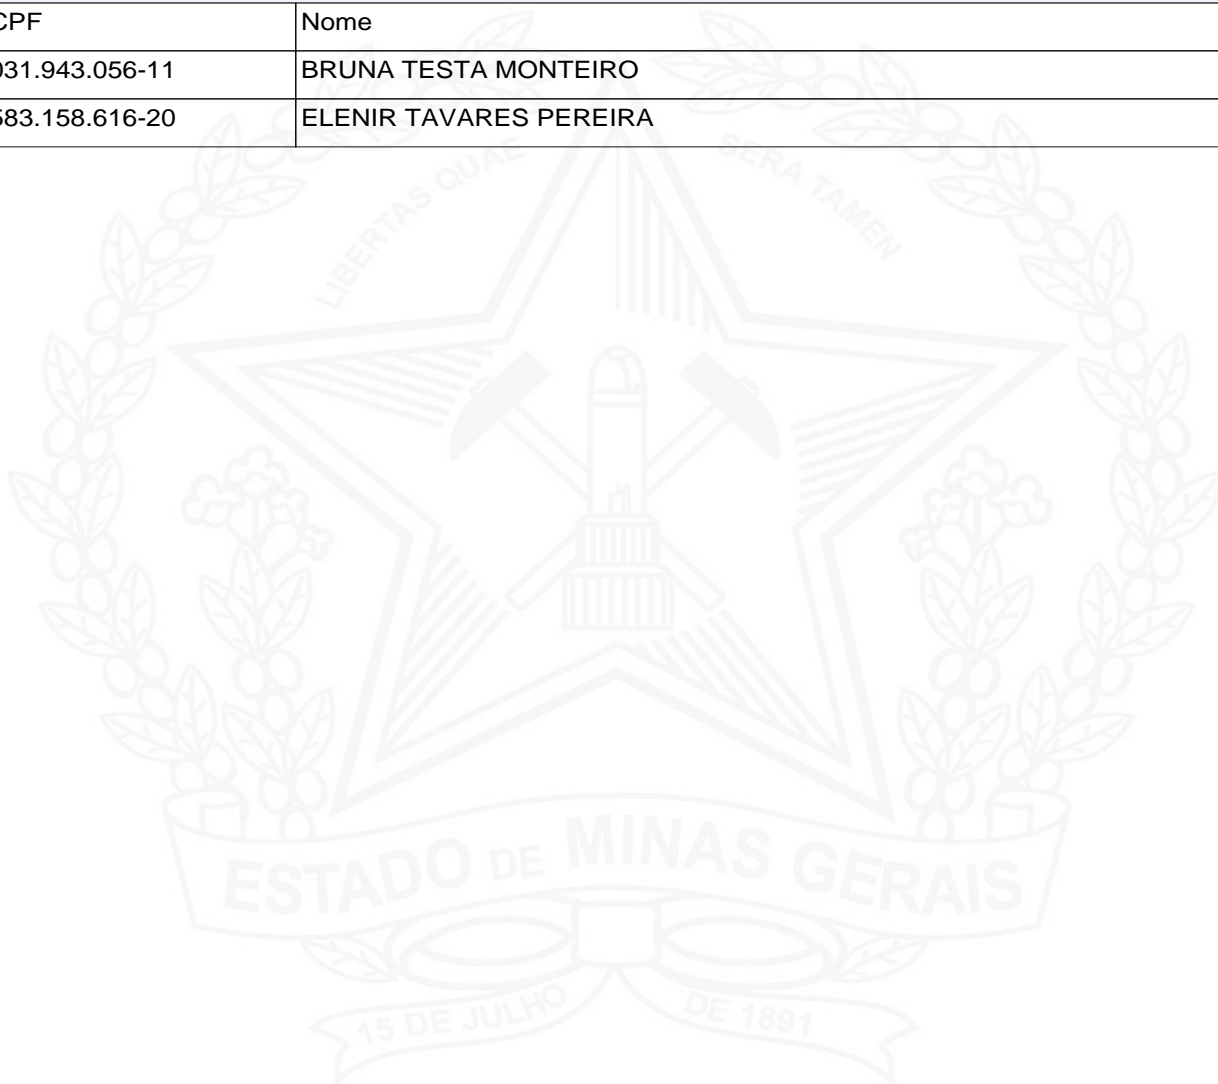 CPF Nome
031.943.056-11 BRUNA TESTA MONTEIRO
583.158.616-20 ELENIR TAVARES PEREIRA
LIBERTAS QUAE SERA TAMEN
ESTADO DE MINAS GERAIS
15 DE JULHO DE 1891